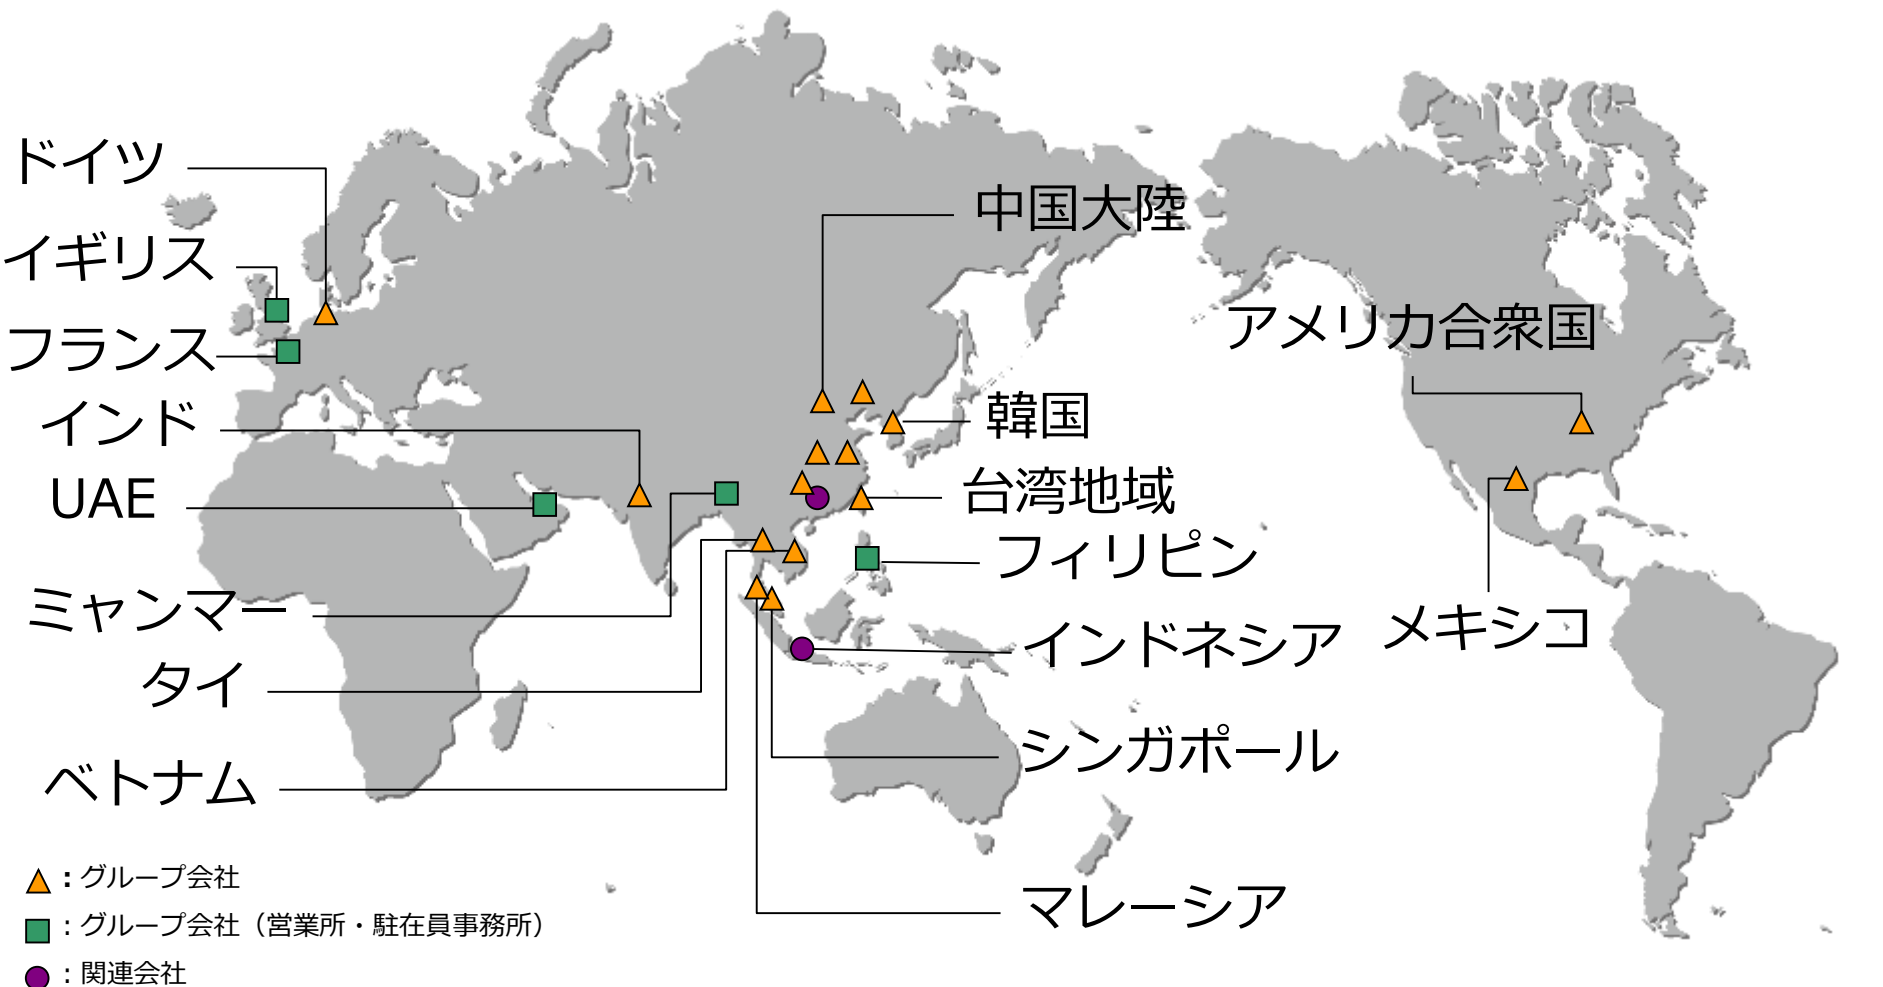 ドイツ
イギリス
フランス
インド
UAE
ミャンマー
タイ
ベトナム
中国大陸
韓国
台湾地域
フィリピン
インドネシア
シンガポール
マレーシア
アメリカ合衆国
メキシコ
：グループ会社
：グループ会社（営業所・駐在員事務所）
：関連会社